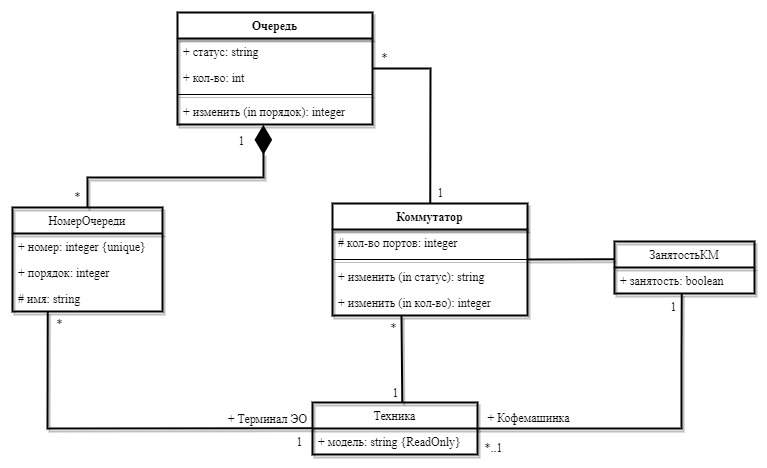 Очередь
+ статус: string
+ кол-во: int
+ изменить (in порядок): integer
*
1
*
1
НомерОчереди
+ номер: integer {unique}
+ порядок: integer
# имя: string
Коммутатор
# кол-во портов: integer
+ изменить (in статус): string
+ изменить (in кол-во): integer
ЗанятостьКМ
+ занятость: boolean
*
*
1
1
+ Терминал ЭО
1
Техника
+ модель: string {ReadOnly}
+ Кофемашинка
*..1